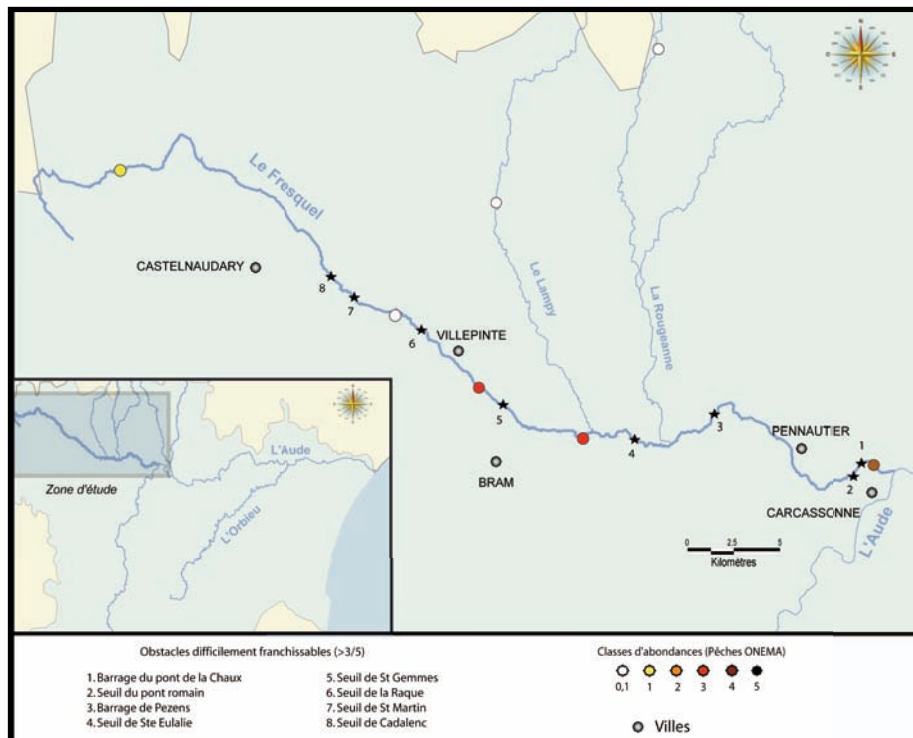 N
O
E
S
Le Fresquel
CASTELNAUDARY
8
7
6
VILLEPINTE
Le Lampy
La Rougeanne
5
BRAM
4
3
PENNAUTIER
1
2
CARCASSONNE
L'Aude
0 2.5 5
Kilomètres
L'Aude
Zone d'étude
L'Orbieu
Obstacles difficilement franchissables (>3/5)
1.Barrage du pont de la Chaux
2.Seuil du pont romain
3.Barrage de Pezens
4.Seuil de Ste Eulalie
5.Seuil de St Gemmes
6.Seuil de la Raque
7.Seuil de St Martin
8.Seuil de Cadalenc
Classes d'abondances (Pêches ONEMA)
0,1 1 2 3 4 5
Villes